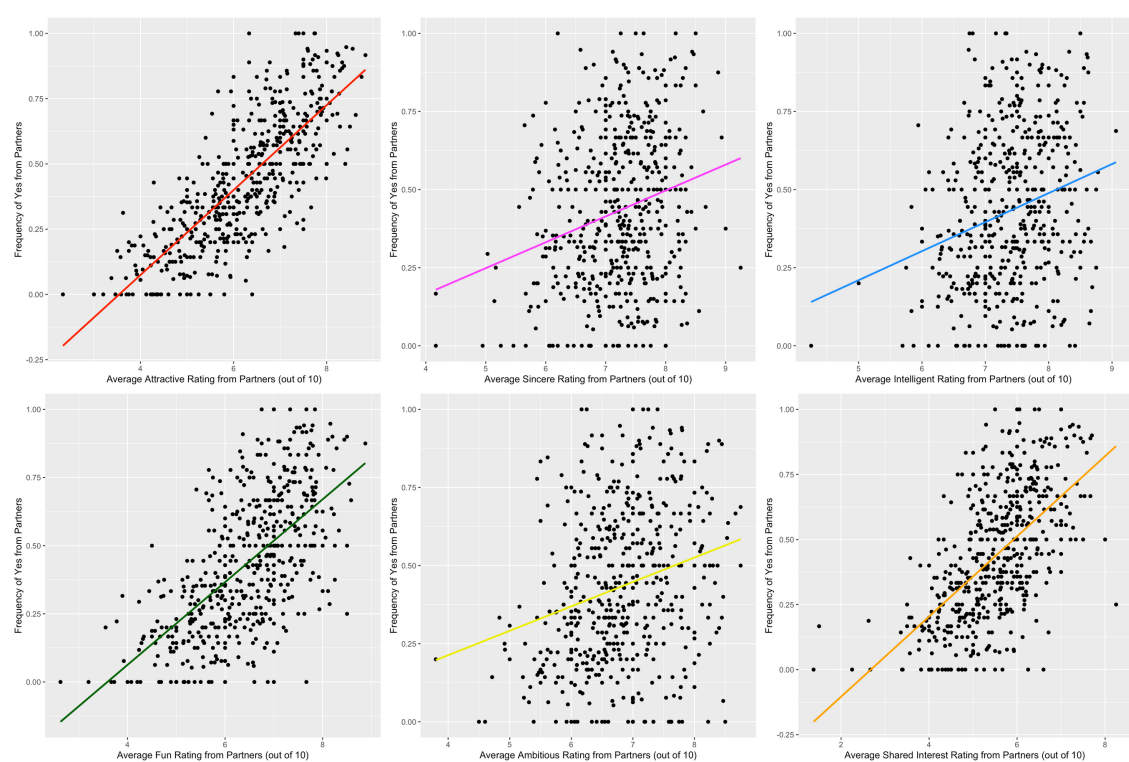 1.00
0.75
0.50
0.25
0.00
-0.25
Frequency of Yes from Partners
4 6 8
Average Attractive Rating from Partners (out of 10)
1.00
0.75
0.50
0.25
0.00
Frequency of Yes from Partners
4 5 6 7 8 9
Average Sincere Rating from Partners (out of 10)
1.00
0.75
0.50
0.25
0.00
Frequency of Yes from Partners
5 6 7 8 9
Average Intelligent Rating from Partners (out of 10)
1.00
0.75
0.50
0.25
0.00
Frequency of Yes from Partners
4 6 8
Average Fun Rating from Partners (out of 10)
1.00
0.75
0.50
0.25
0.00
Frequency of Yes from Partners
4 5 6 7 8
Average Ambitious Rating from Partners (out of 10)
1.00
0.75
0.50
0.25
0.00
-0.25
Frequency of Yes from Partners
2 4 6 8
Average Shared Interest Rating from Partners (out of 10)